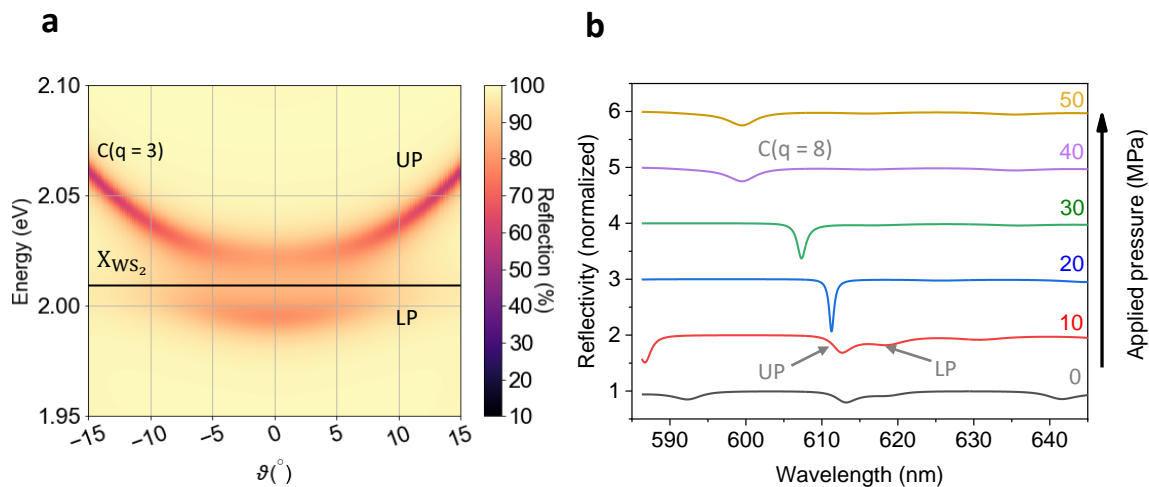 a
b
2.10
2.05
2.00
1.95
Energy (eV)
C(q = 3)
UP
X_WS₂
LP
−15
−10
−5
0
5
10
15
ϑ(°)
100
90
80
70
60
50
40
30
20
10
Reflection (%)
6
5
4
3
2
1
Reflectivity (normalized)
50
C(q = 8)
40
30
20
10
UP
LP
0
590
600
610
620
630
640
Wavelength (nm)
Applied pressure (MPa)